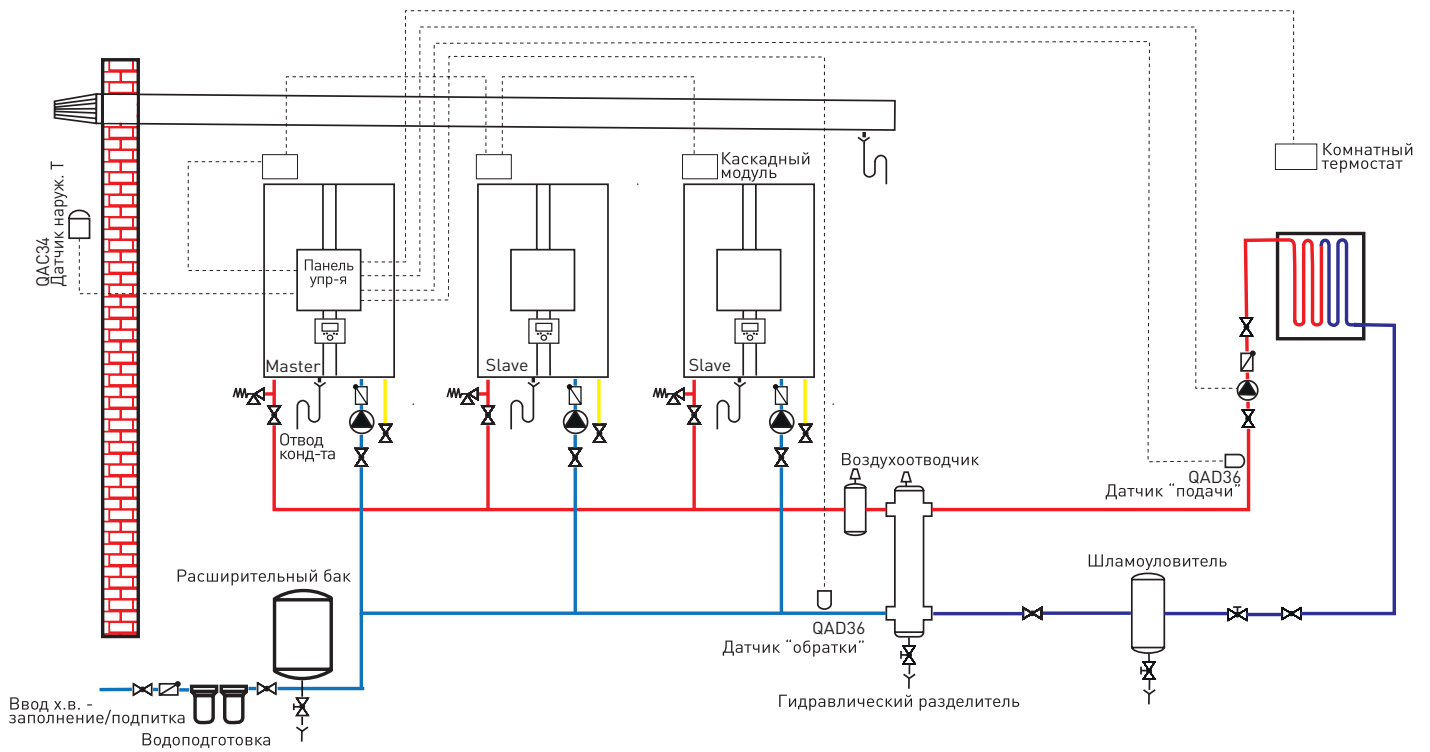 Каскадный
модуль
Комнатный
термостат
QAC34
Датчик наруж. Т
Панель
упр-я
Master
Slave
Slave
Отвод
конд-та
Воздухоотводчик
QAD36
Датчик “подачи”
Расширительный бак
Шламоуловитель
QAD36
Датчик “обратки”
Ввод х.в. -
заполнение/подпитка
Водоподготовка
Гидравлический разделитель